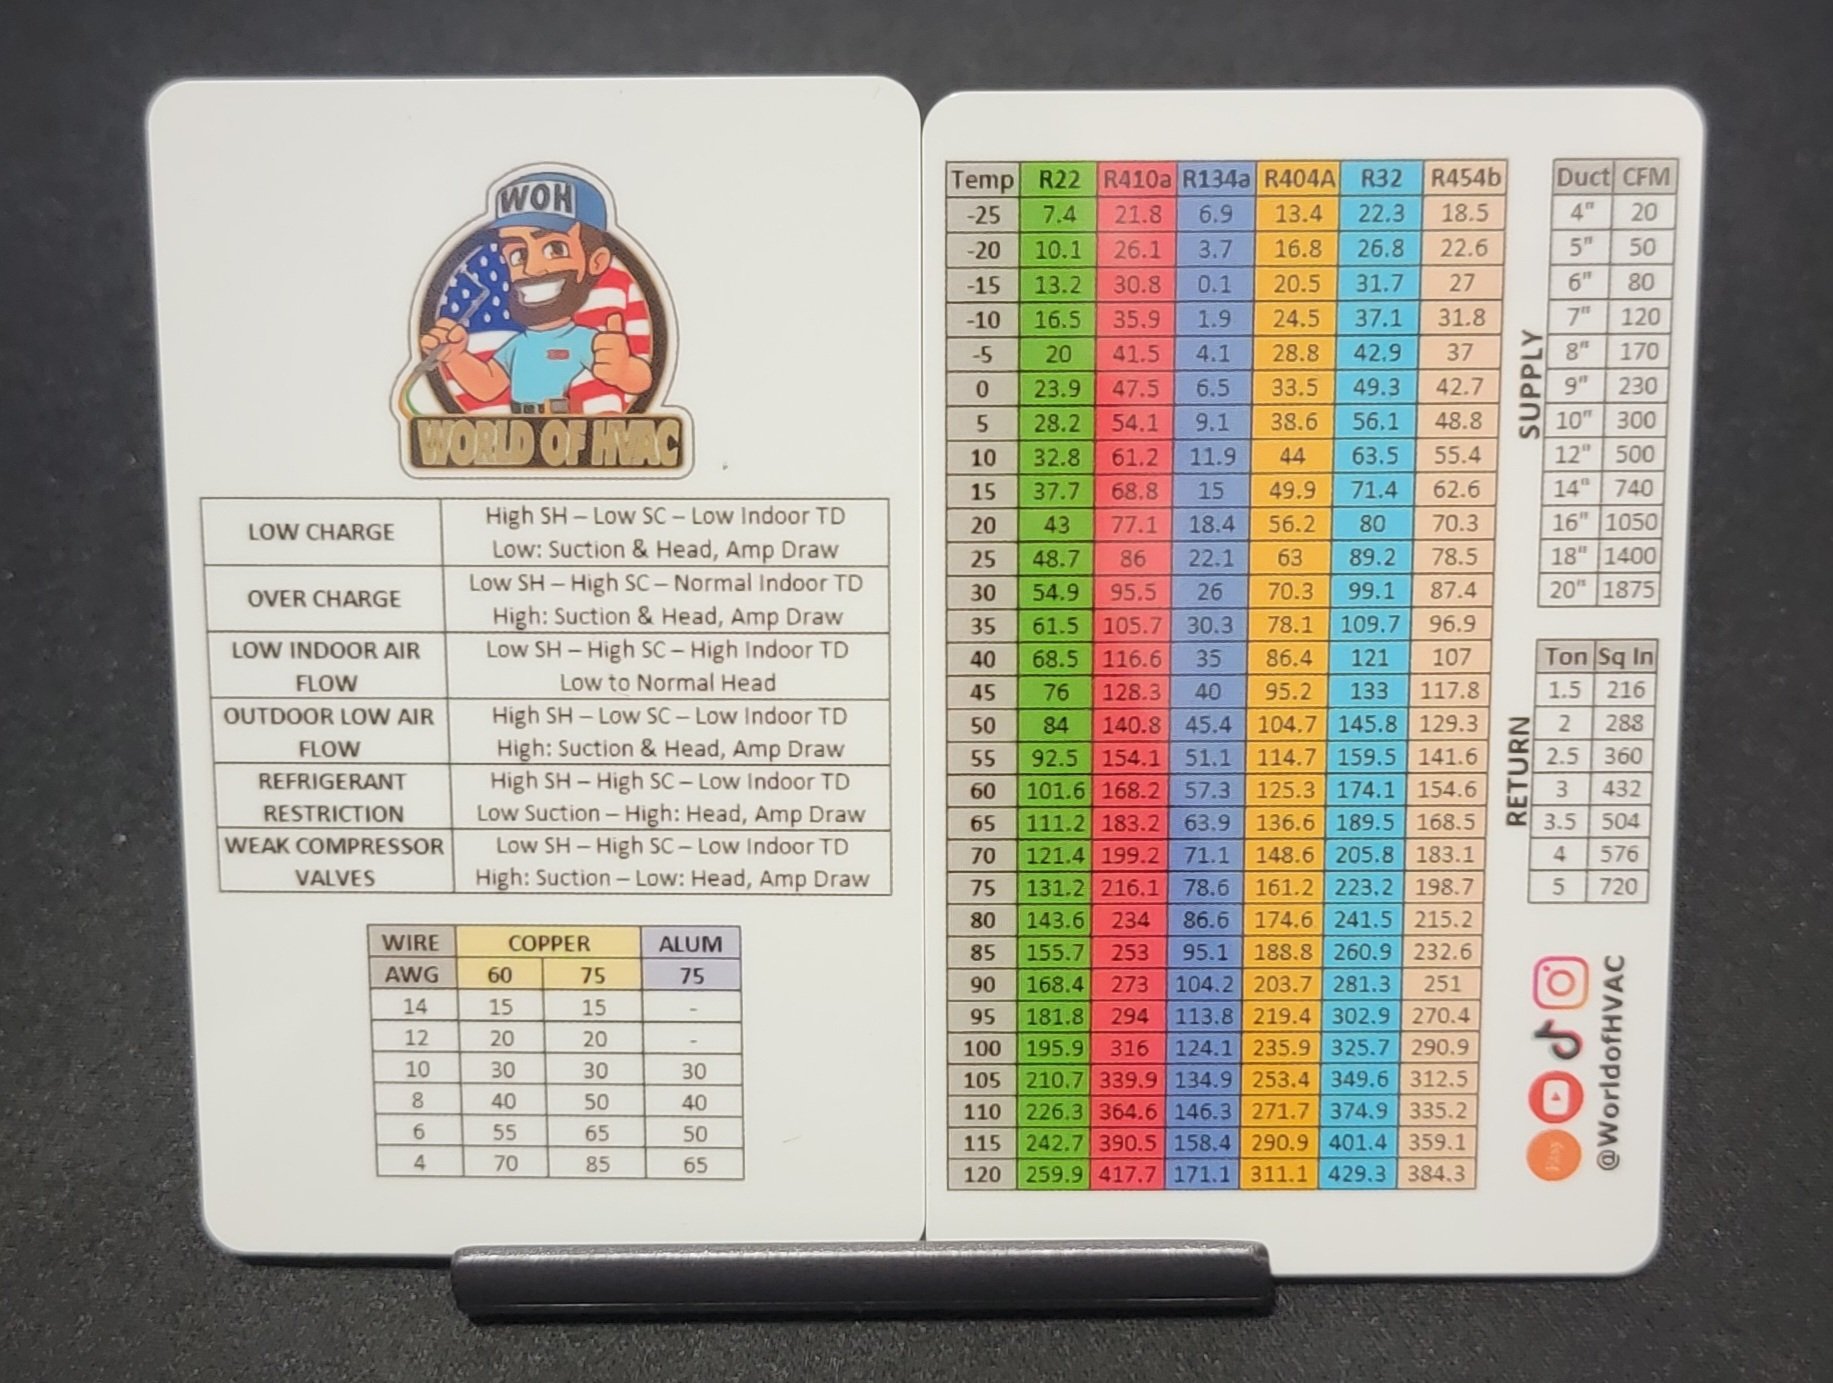 WOH
WORLD OF HVAC
LOW CHARGE
High SH – Low SC – Low Indoor TD
Low: Suction & Head, Amp Draw
OVER CHARGE
Low SH – High SC – Normal Indoor TD
High: Suction & Head, Amp Draw
LOW INDOOR AIR
FLOW
Low SH – High SC – High Indoor TD
Low to Normal Head
OUTDOOR LOW AIR
FLOW
High SH – Low SC – Low Indoor TD
High: Suction & Head, Amp Draw
REFRIGERANT
RESTRICTION
High SH – High SC – Low Indoor TD
Low Suction – High: Head, Amp Draw
WEAK COMPRESSOR
VALVES
Low SH – High SC – Low Indoor TD
High: Suction – Low: Head, Amp Draw
WIRE COPPER ALUM
AWG 60 75 75
14 15 15 -
12 20 20 -
10 30 30 30
8 40 50 40
6 55 65 50
4 70 85 65
Temp R22 R410a R134a R404A R32 R454b
-25 7.4 21.8 6.9 13.4 22.3 18.5
-20 10.1 26.1 3.7 16.8 26.8 22.6
-15 13.2 30.8 0.1 20.5 31.7 27
-10 16.5 35.9 1.9 24.5 37.1 31.8
-5 20 41.5 4.1 28.8 42.9 37
0 23.9 47.5 6.5 33.5 49.3 42.7
5 28.2 54.1 9.1 38.6 56.1 48.8
10 32.8 61.2 11.9 44 63.5 55.4
15 37.7 68.8 15 49.9 71.4 62.6
20 43 77.1 18.4 56.2 80 70.3
25 48.7 86 22.1 63 89.2 78.5
30 54.9 95.5 26 70.3 99.1 87.4
35 61.5 105.7 30.3 78.1 109.7 96.9
40 68.5 116.6 35 86.4 121 107
45 76 128.3 40 95.2 133 117.8
50 84 140.8 45.4 104.7 145.8 129.3
55 92.5 154.1 51.1 114.7 159.5 141.6
60 101.6 168.2 57.3 125.3 174.1 154.6
65 111.2 183.2 63.9 136.6 189.5 168.5
70 121.4 199.2 71.1 148.6 205.8 183.1
75 131.2 216.1 78.6 161.2 223.2 198.7
80 143.6 234 86.6 174.6 241.5 215.2
85 155.7 253 95.1 188.8 260.9 232.6
90 168.4 273 104.2 203.7 281.3 251
95 181.8 294 113.8 219.4 302.9 270.4
100 195.9 316 124.1 235.9 325.7 290.9
105 210.7 339.9 134.9 253.4 349.6 312.5
110 226.3 364.6 146.3 271.7 374.9 335.2
115 242.7 390.5 158.4 290.9 401.4 359.1
120 259.9 417.7 171.1 311.1 429.3 384.3
SUPPLY
Duct CFM
4" 20
5" 50
6" 80
7" 120
8" 170
9" 230
10" 300
12" 500
14" 740
16" 1050
18" 1400
20" 1875
RETURN
Ton Sq In
1.5 216
2 288
2.5 360
3 432
3.5 504
4 576
5 720
@WorldofHVAC